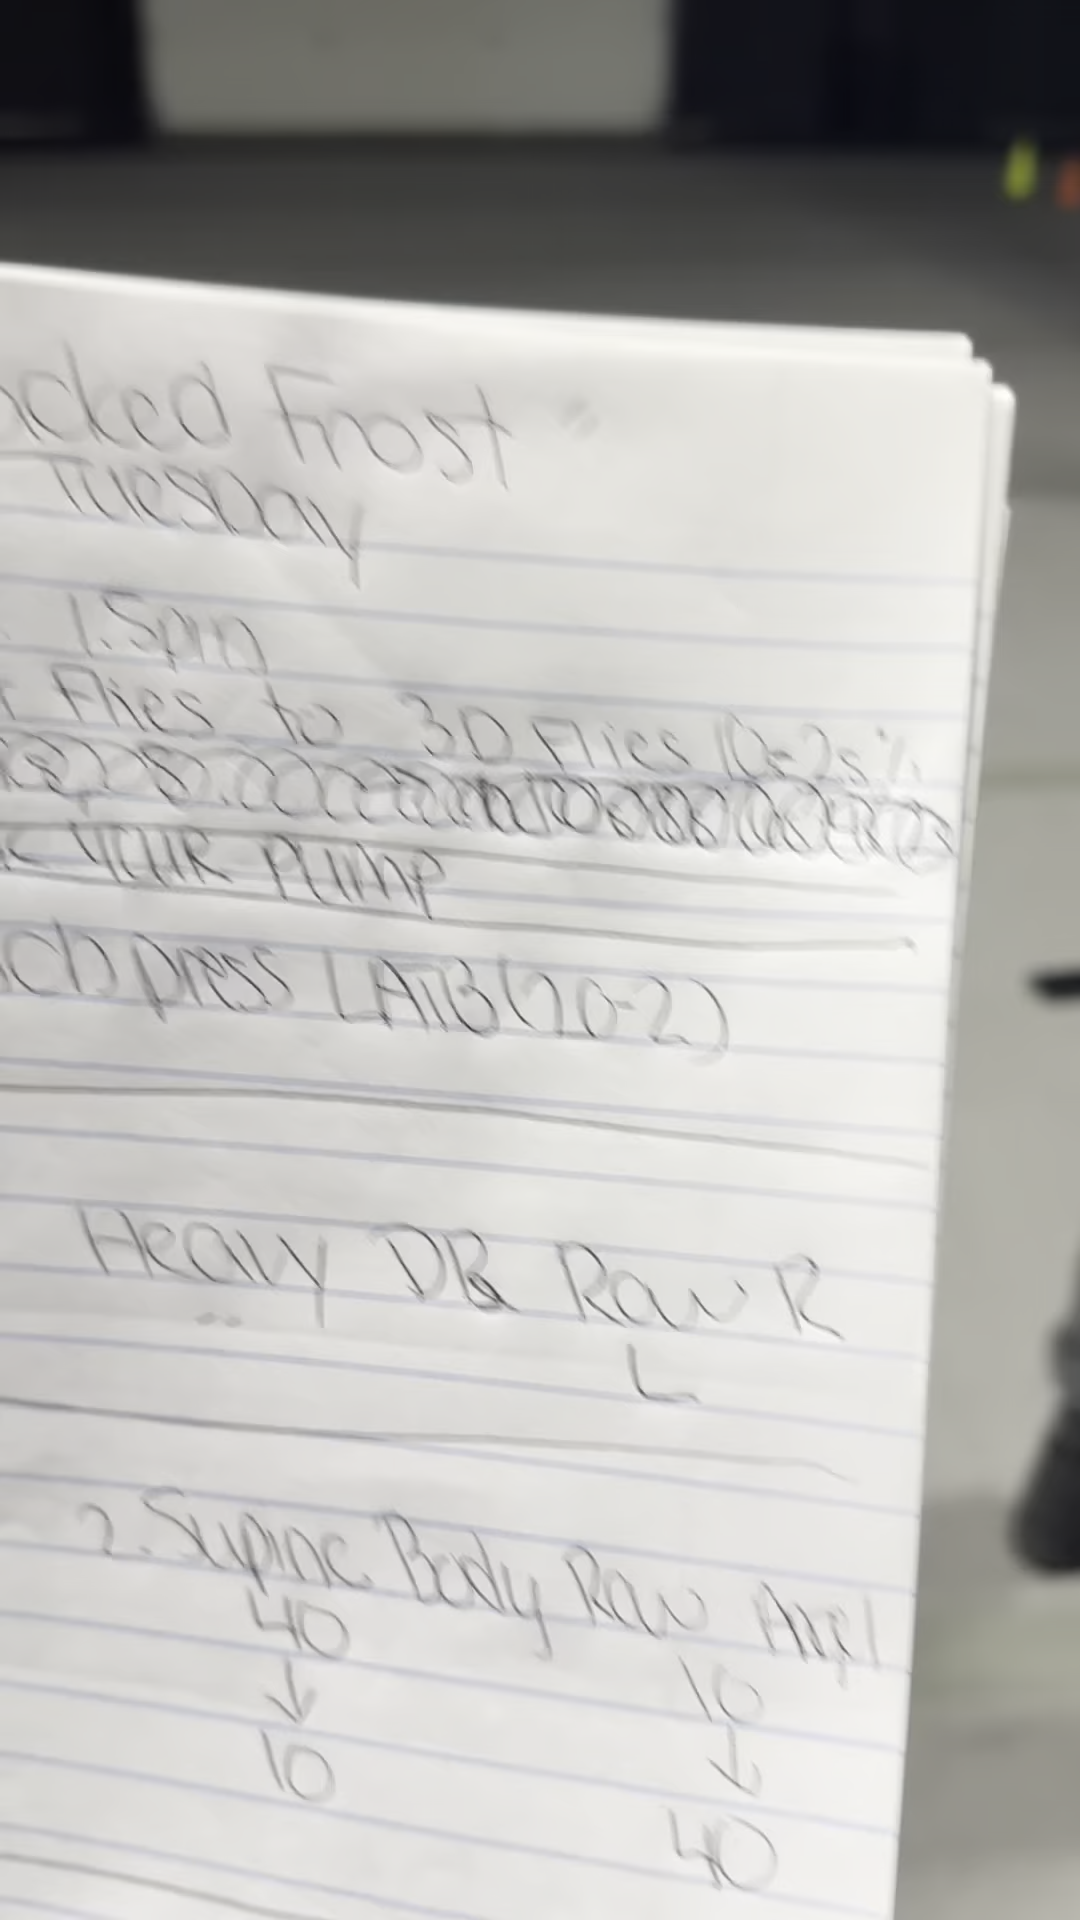 cked Frost
Tuesday
1. Spin
Flies to 3D Flies 10-2s
YOUR PUMP
ch press LATB (20-2)
Heavy DB Row R
L
2. Supine Body Row
40 10
↓ ↓
10 40